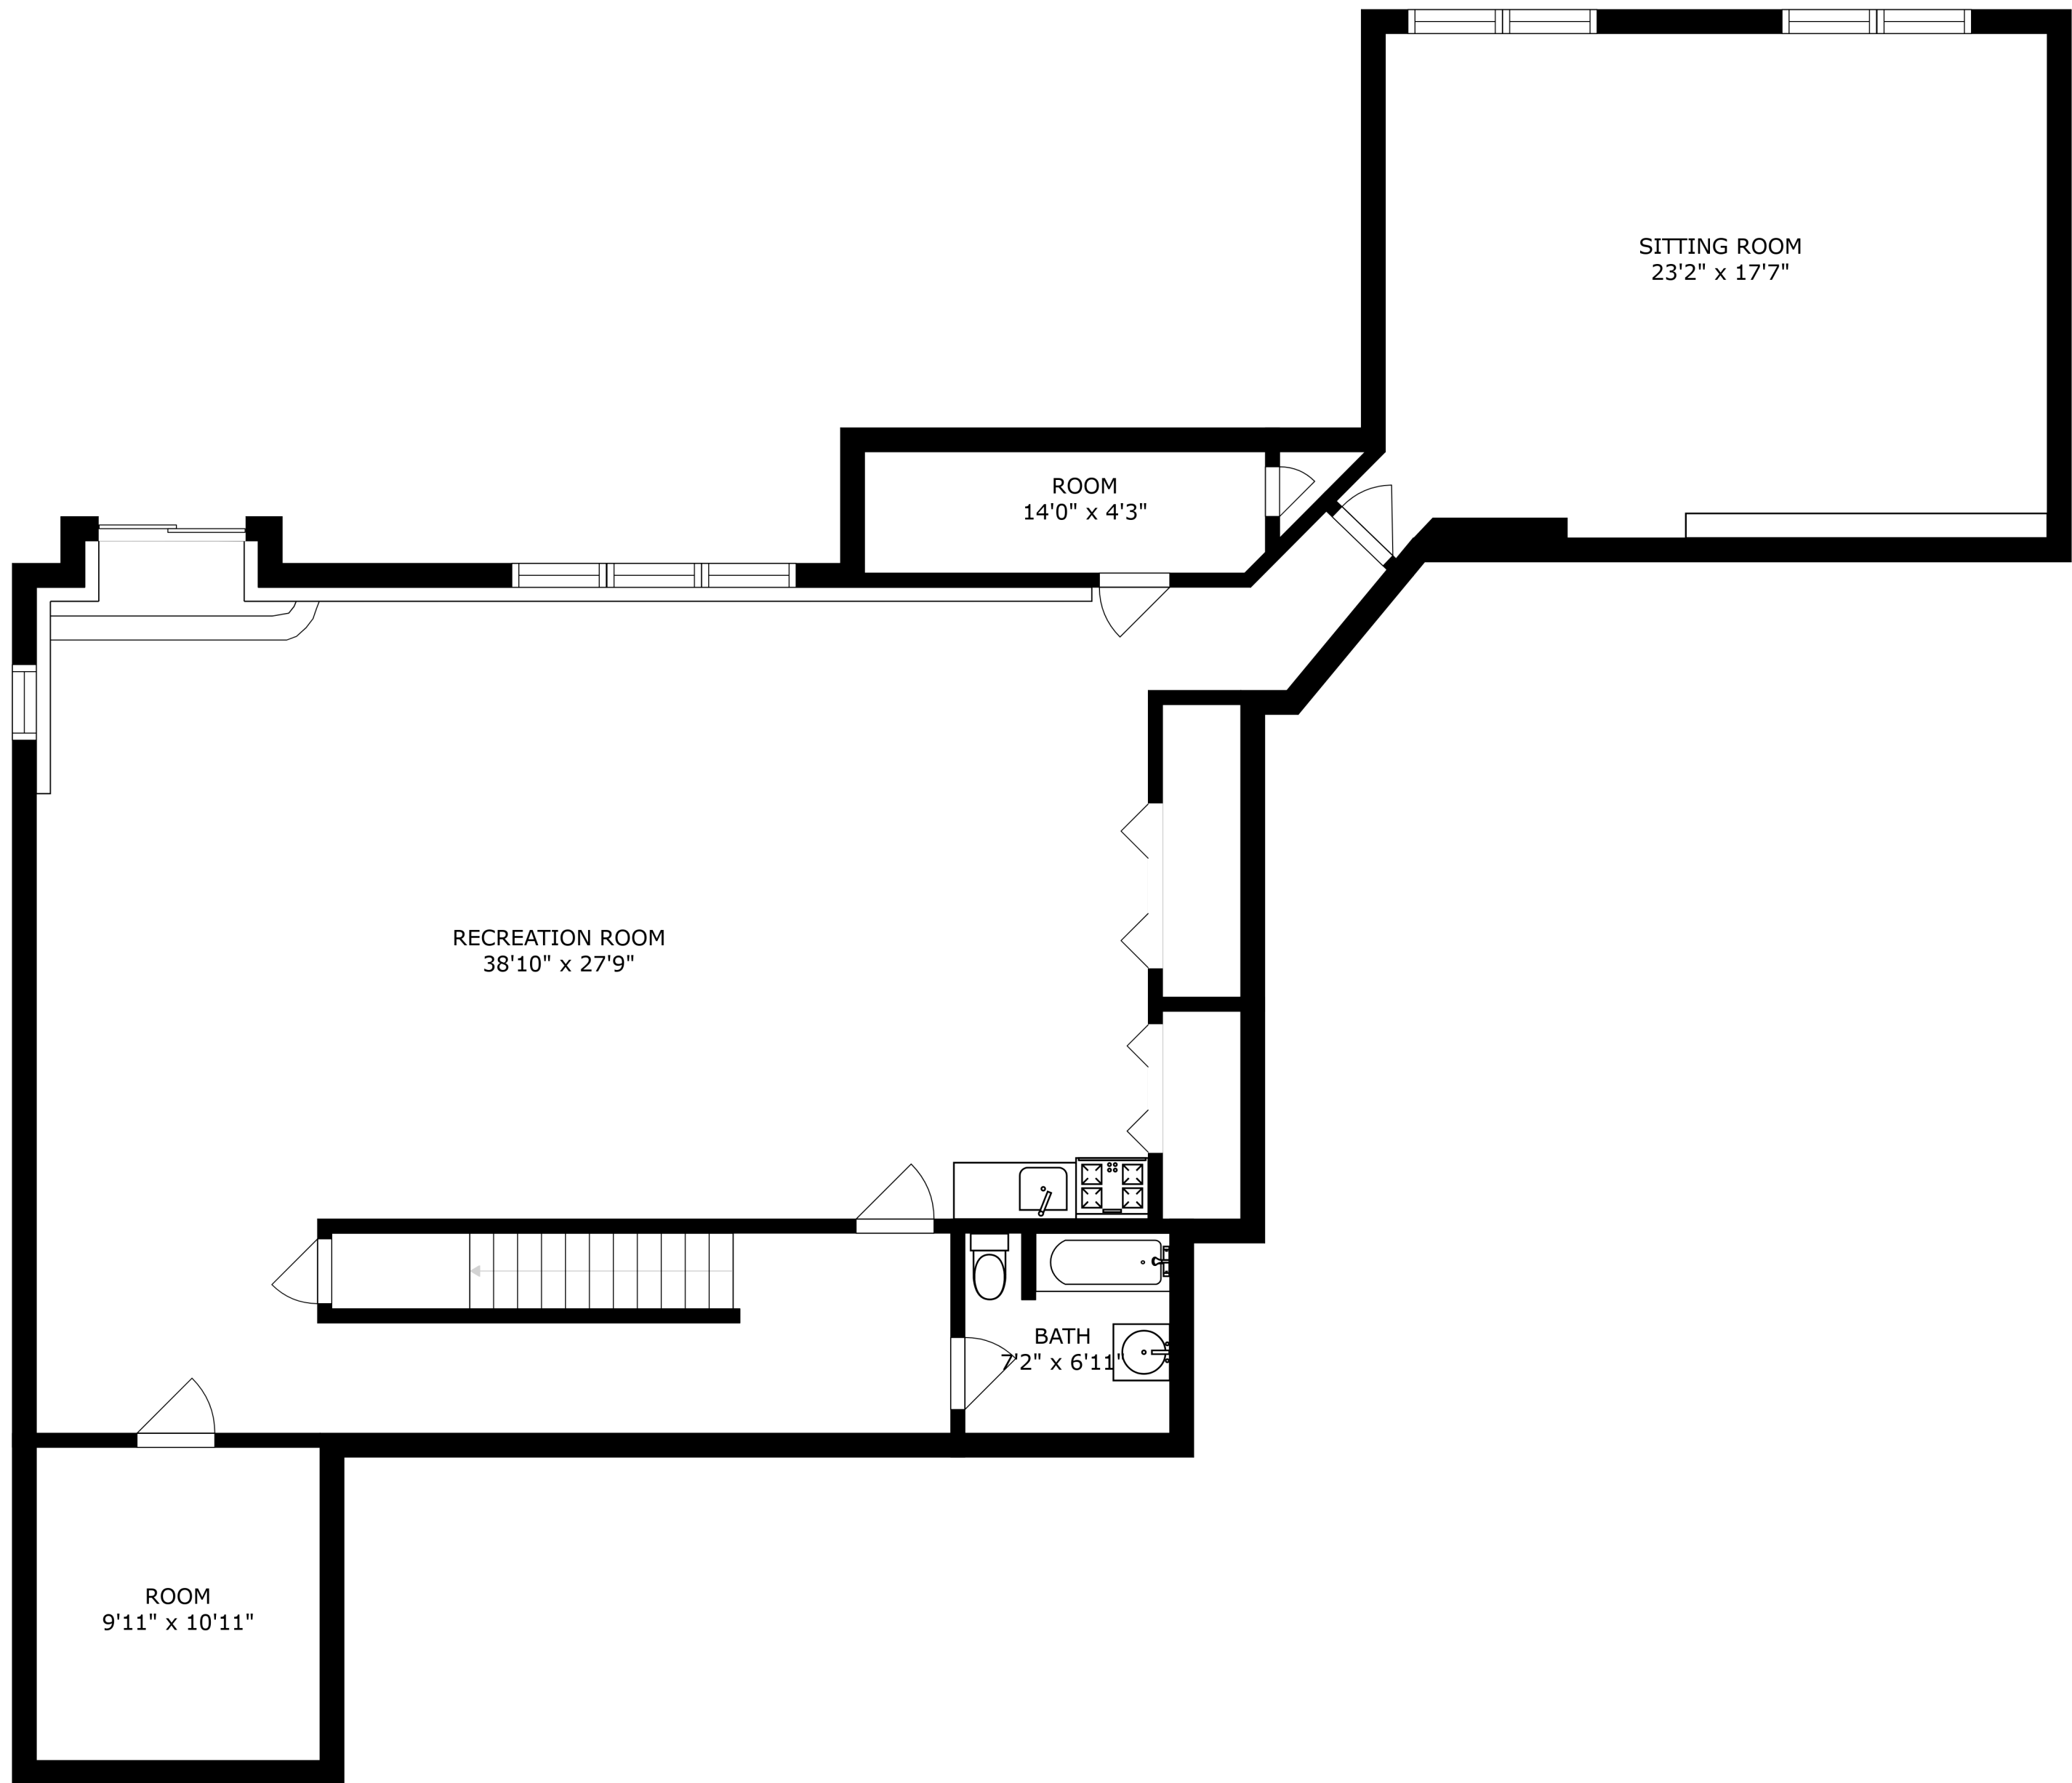 SITTING ROOM
23'2" x 17'7"
ROOM
14'0" x 4'3"
RECREATION ROOM
38'10" x 27'9"
BATH
7'2" x 6'11"
ROOM
9'11" x 10'11"